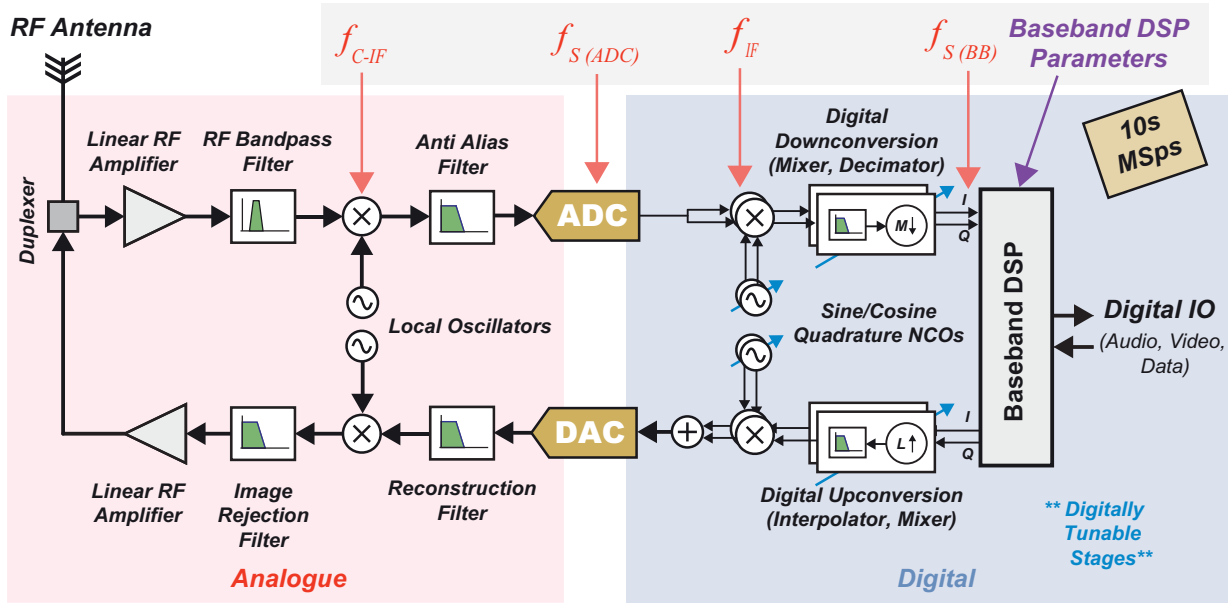 RF Antenna
f C-IF
f S (ADC)
f IF
f S (BB)
Baseband DSP
Parameters
10s
MSps
Linear RF
Amplifier
RF Bandpass
Filter
Anti Alias
Filter
Digital
Downconversion
(Mixer, Decimator)
Duplexer
ADC
M↓
I
Q
Baseband DSP
Local Oscillators
Sine/Cosine
Quadrature NCOs
Digital IO
(Audio, Video,
Data)
DAC
L↑
I
Q
Linear RF
Amplifier
Image
Rejection
Filter
Reconstruction
Filter
Digital Upconversion
(Interpolator, Mixer)
** Digitally
Tunable
Stages**
Analogue
Digital